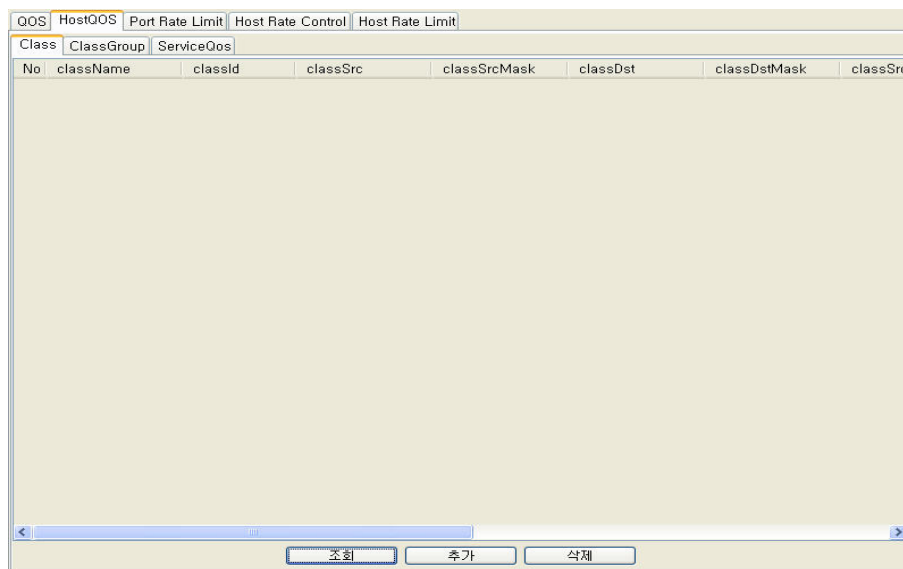 QOS HostQOS Port Rate Limit Host Rate Control Host Rate Limit
Class ClassGroup ServiceQos
No className classId classSrc classSrcMask classDst classDstMask classSrc
조회 추가 삭제